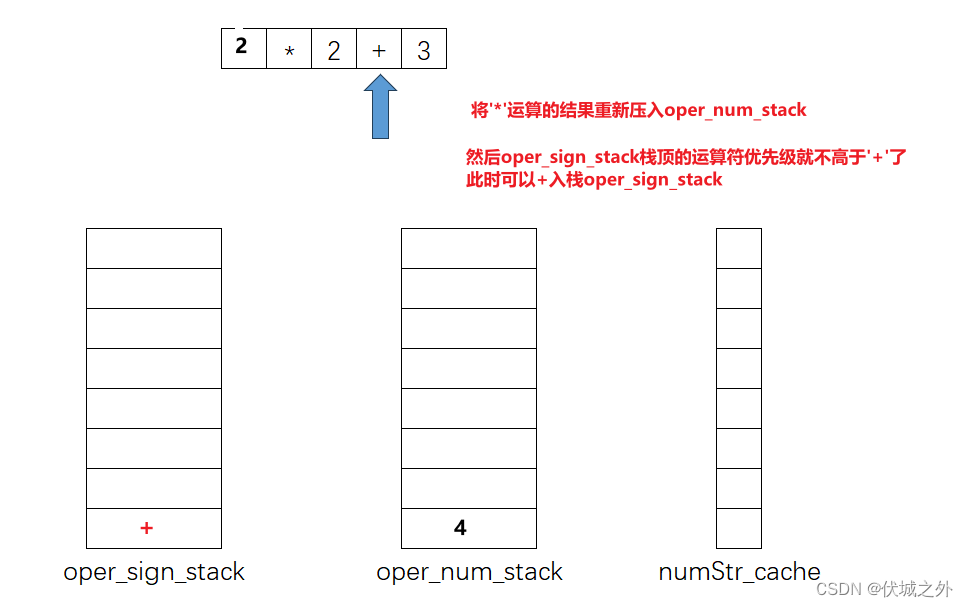 2 * 2 + 3
将'*'运算的结果重新压入oper_num_stack
然后oper_sign_stack栈顶的运算符优先级就不高于'+'了
此时可以+入栈oper_sign_stack
+ 4
oper_sign_stack oper_num_stack numStr_cache
CSDN @伏城之外